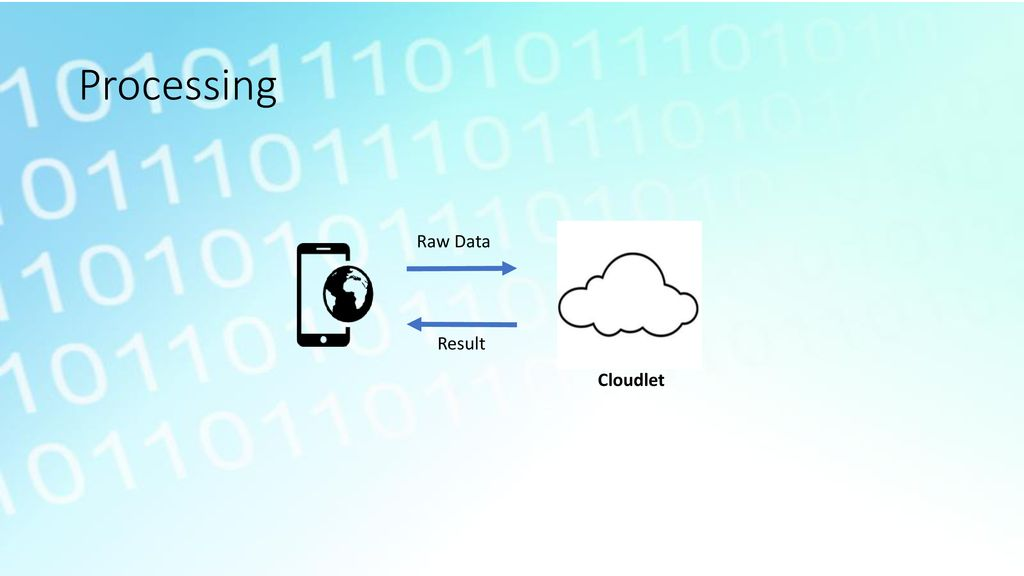 Processing
Raw Data
Result
Cloudlet